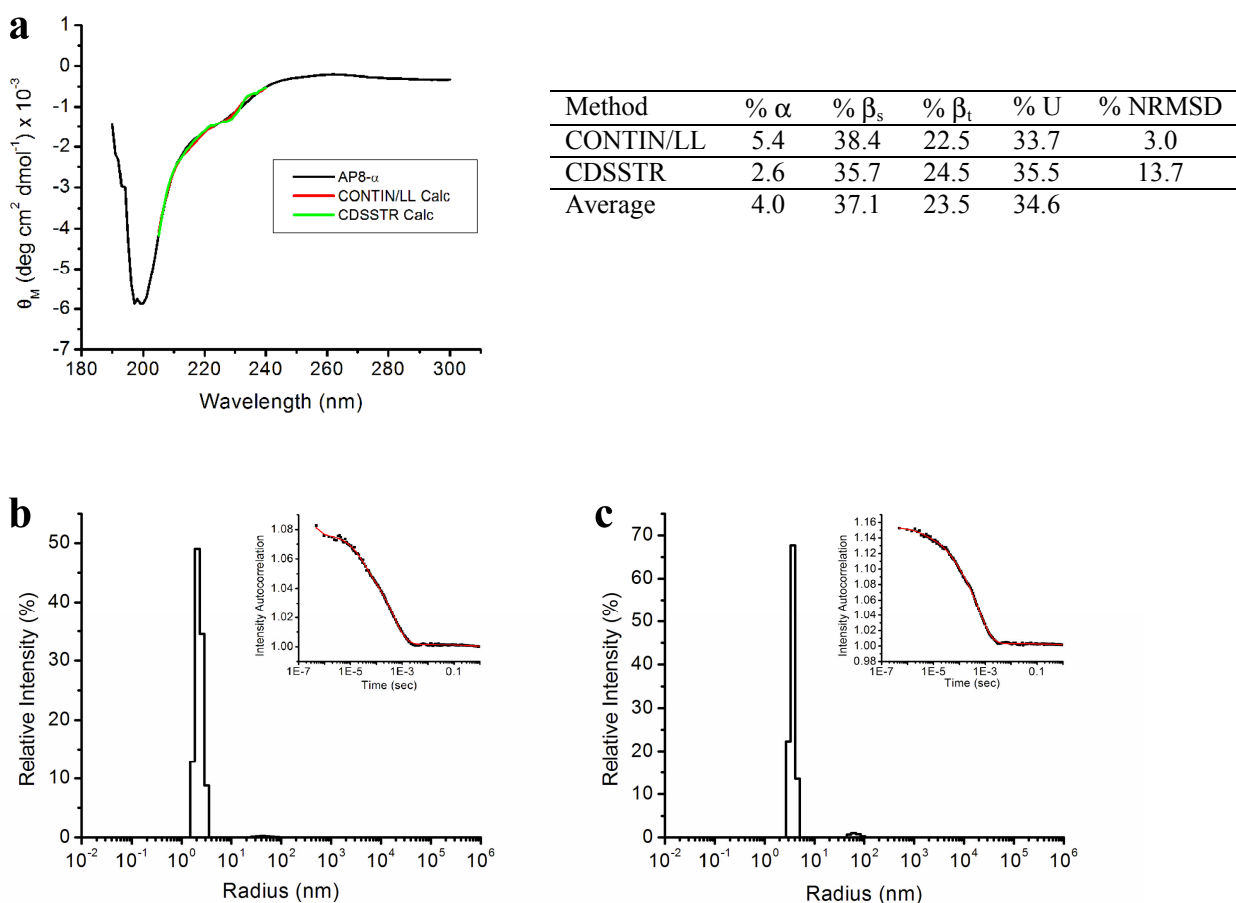 a
1
0
-1
-2
-3
-4
-5
-6
-7
180 200 220 240 260 280 300
θM (deg cm² dmol⁻¹) x 10⁻³
Wavelength (nm)
AP8-α
CONTIN/LL Calc
CDSSTR Calc
Method % α % βs % βt % U % NRMSD
CONTIN/LL 5.4 38.4 22.5 33.7 3.0
CDSSTR 2.6 35.7 24.5 35.5 13.7
Average 4.0 37.1 23.5 34.6
b
50
40
30
20
10
0
10⁻² 10⁻¹ 10⁰ 10¹ 10² 10³ 10⁴ 10⁵ 10⁶
Relative Intensity (%)
Radius (nm)
1.08
1.06
1.04
1.02
1.00
1E-7 1E-5 1E-3 0.1
Intensity Autocorrelation
Time (sec)
c
70
60
50
40
30
20
10
0
10⁻² 10⁻¹ 10⁰ 10¹ 10² 10³ 10⁴ 10⁵ 10⁶
Relative Intensity (%)
Radius (nm)
1.16
1.14
1.12
1.10
1.08
1.06
1.04
1.02
1.00
0.98
1E-7 1E-5 1E-3 0.1
Intensity Autocorrelation
Time (sec)